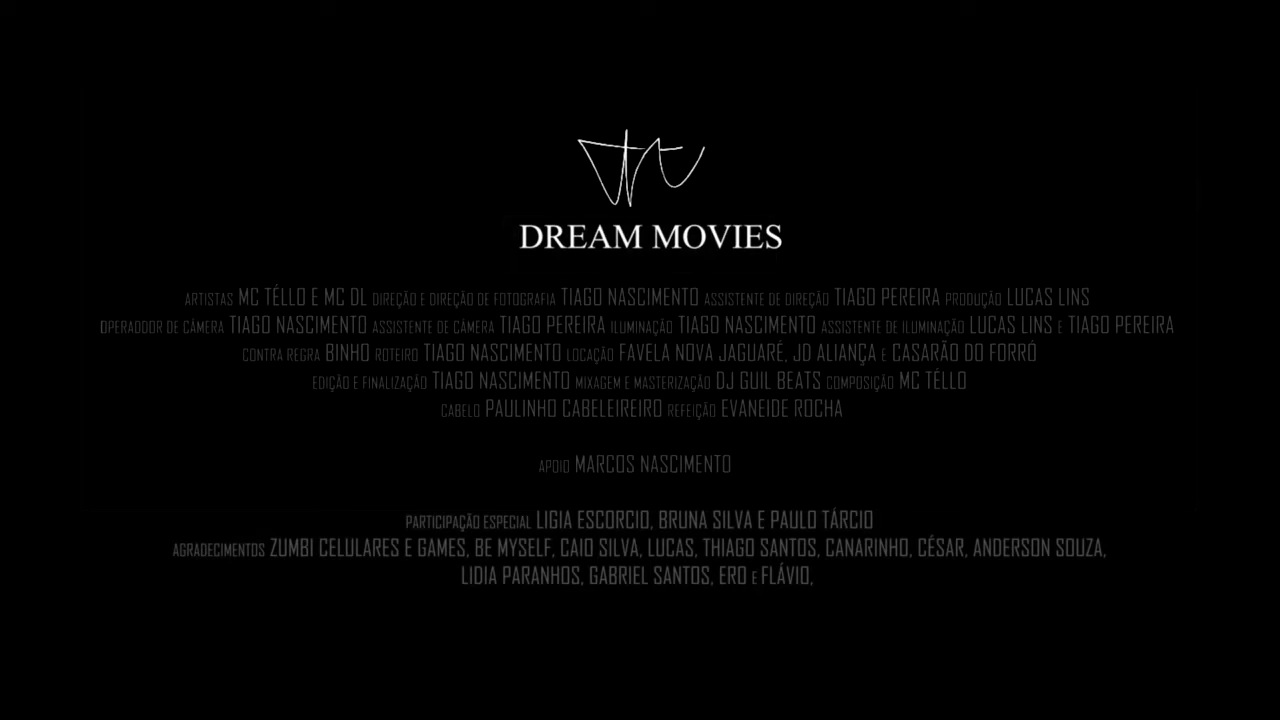 DREAM MOVIES
ARTISTAS MC TÉLLO E MC DL DIREÇÃO E DIREÇÃO DE FOTOGRAFIA TIAGO NASCIMENTO ASSISTENTE DE DIREÇÃO TIAGO PEREIRA PRODUÇÃO LUCAS LINS
OPERADDOR DE CÂMERA TIAGO NASCIMENTO ASSISTENTE DE CÂMERA TIAGO PEREIRA ILUMINAÇÃO TIAGO NASCIMENTO ASSISTENTE DE ILUMINAÇÃO LUCAS LINS E TIAGO PEREIRA
CONTRA REGRA BINHO ROTEIRO TIAGO NASCIMENTO LOCAÇÃO FAVELA NOVA JAGUARÉ, JD ALIANÇA E CASARÃO DO FORRÓ
EDIÇÃO E FINALIZAÇÃO TIAGO NASCIMENTO MIXAGEM E MASTERIZAÇÃO DJ GUIL BEATS COMPOSIÇÃO MC TÉLLO
CABELO PAULINHO CABELEIREIRO REFEIÇÃO EVANEIDE ROCHA
APOIO MARCOS NASCIMENTO
PARTICIPAÇÃO ESPECIAL LIGIA ESCORCIO, BRUNA SILVA E PAULO TÁRCIO
AGRADECIMENTOS ZUMBI CELULARES E GAMES, BE MYSELF, CAIO SILVA, LUCAS, THIAGO SANTOS, CANARINHO, CÉSAR, ANDERSON SOUZA,
LIDIA PARANHOS, GABRIEL SANTOS, ERO E FLÁVIO,